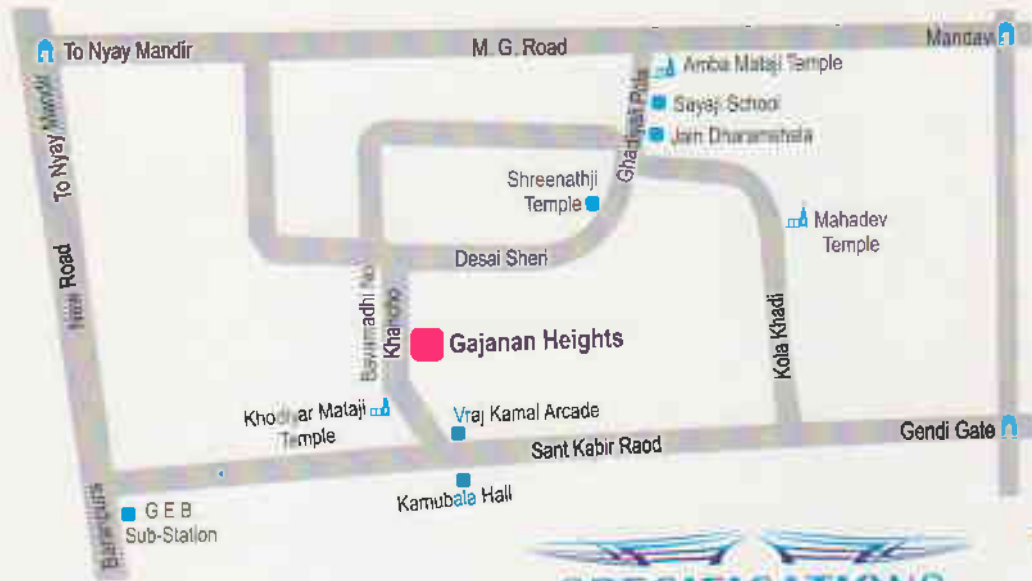 To Nyay Mandir
M. G. Road
Mandavi
To Nyay Mandir
Amba Mataji Temple
Sayaji School
Jain Dharamshala
Ghadiyali Pole
Shreenathji
Temple
Mahadev
Temple
Desai Sheri
Road
Khancho
Gajanan Heights
Kola Khadi
Khodiyar Mataji
Temple
Vraj Kamal Arcade
Sant Kabir Raod
Gendi Gate
Kamubala Hall
G E B
Sub-Station
SPECIFICATIONS